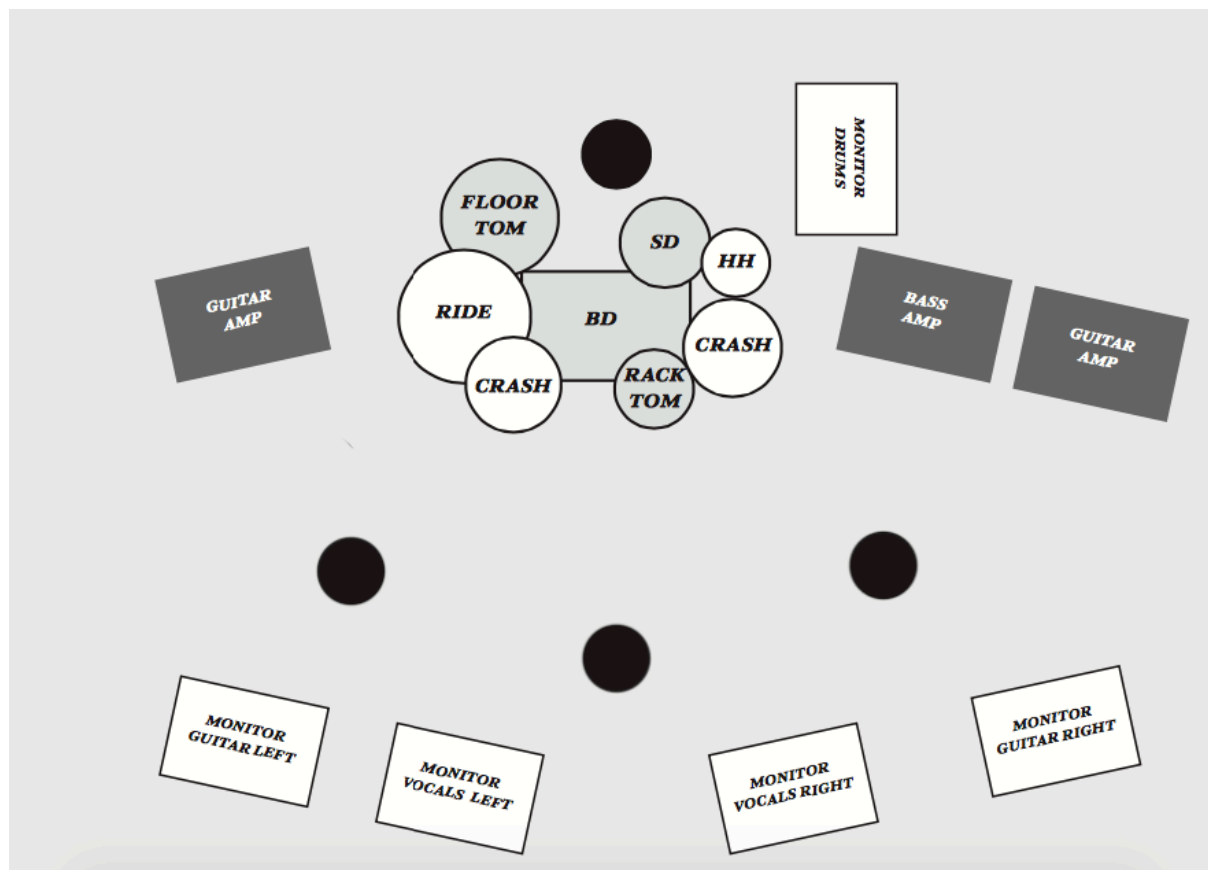 MONITOR
DRUMS
FLOOR
TOM
SD
HH
GUITAR
AMP
RIDE
BD
BASS
AMP
CRASH
GUITAR
AMP
CRASH
RACK
TOM
MONITOR
GUITAR LEFT
MONITOR
VOCALS LEFT
MONITOR
VOCALS RIGHT
MONITOR
GUITAR RIGHT